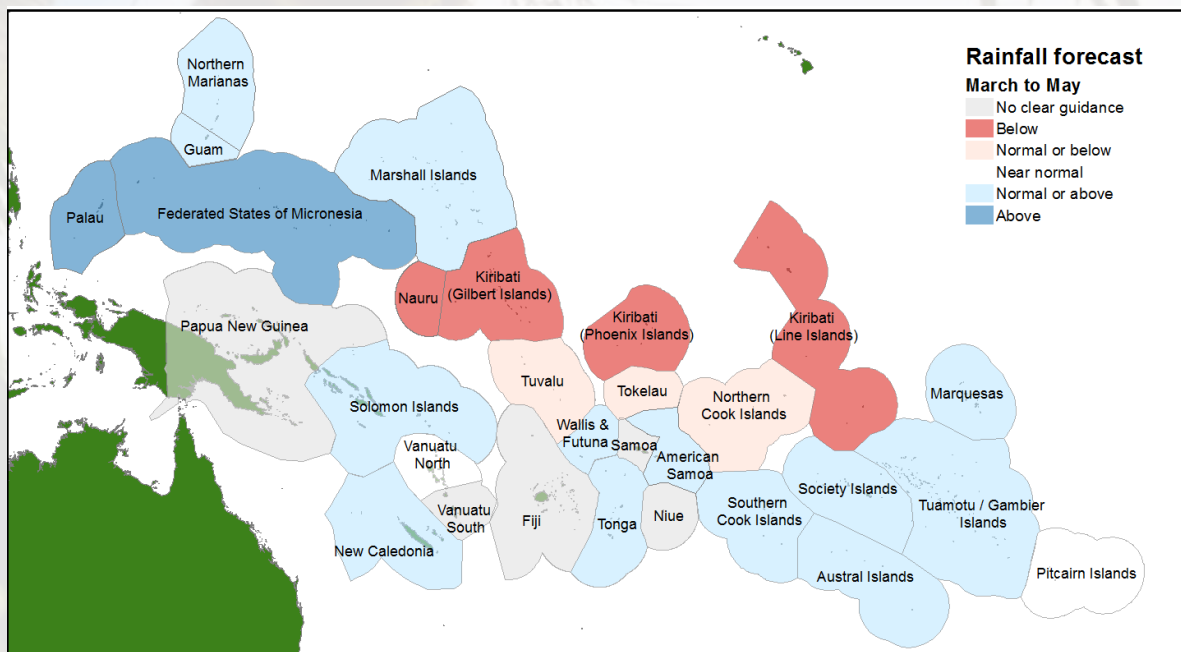 Rainfall forecast
March to May
No clear guidance
Below
Normal or below
Near normal
Normal or above
Above
Northern
Marianas
Guam
Marshall Islands
Palau
Federated States of Micronesia
Nauru
Kiribati
(Gilbert Islands)
Kiribati
(Phoenix Islands)
Kiribati
(Line Islands)
Papua New Guinea
Tuvalu
Tokelau
Northern
Cook Islands
Marquesas
Solomon Islands
Wallis &
Futuna
Samoa
American
Samoa
Vanuatu
North
Vanuatu
South
Fiji
Tonga
Niue
Southern
Cook Islands
Society Islands
Tuamotu / Gambier
Islands
New Caledonia
Austral Islands
Pitcairn Islands